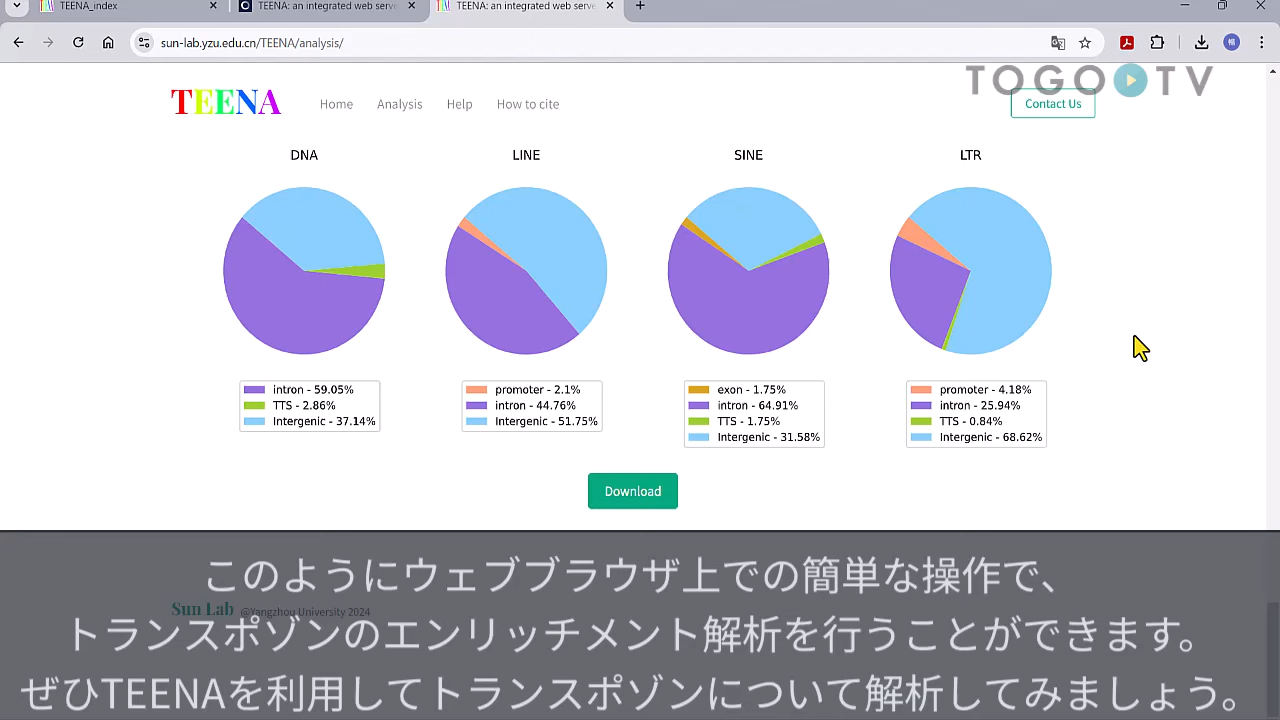 TEENA_index
TEENA: an integrated web serve
TEENA: an integrated web serve
sun-lab.yzu.edu.cn/TEENA/analysis/
TOGO TV
TEENA
Home
Analysis
Help
How to cite
Contact Us
DNA
LINE
SINE
LTR
intron - 59.05%
TTS - 2.86%
Intergenic - 37.14%
promoter - 2.1%
intron - 44.76%
Intergenic - 51.75%
exon - 1.75%
intron - 64.91%
TTS - 1.75%
Intergenic - 31.58%
promoter - 4.18%
intron - 25.94%
TTS - 0.84%
Intergenic - 68.62%
Download
このようにウェブブラウザ上での簡単な操作で、
Sun Lab @Yangzhou University 2024
トランスポゾンのエンリッチメント解析を行うことができます。
ぜひTEENAを利用してトランスポゾンについて解析してみましょう。